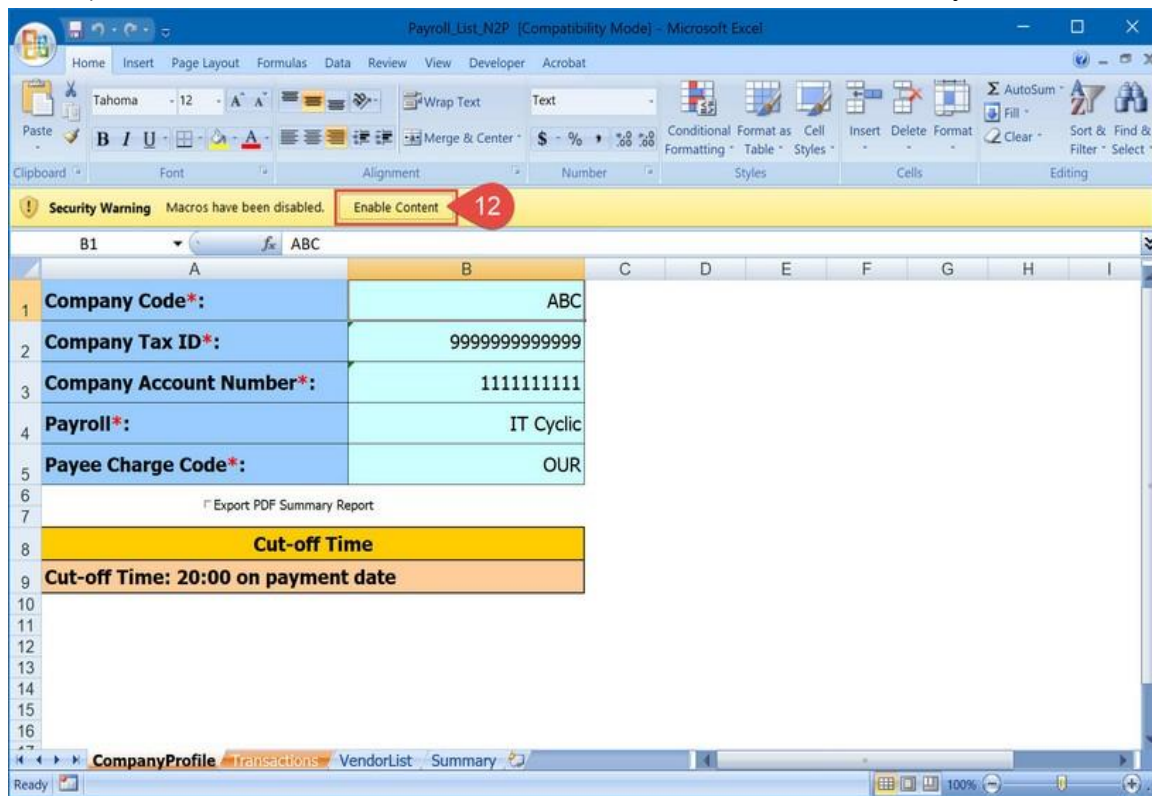 Payroll_List_N2P [Compatibility Mode] - Microsoft Excel
Home Insert Page Layout Formulas Data Review View Developer Acrobat
Tahoma 12 A A Wrap Text Text Σ AutoSum
Fill
Clear
Paste B I U A Merge & Center $ % , .0 .00 .00 .0 Conditional Formatting Format as Table Cell Styles Insert Delete Format Sort & Filter Find & Select
Clipboard Font Alignment Number Styles Cells Editing
Security Warning Macros have been disabled. Enable Content 12
B1 fx ABC
A B C D E F G H I
1 Company Code*: ABC
2 Company Tax ID*: 9999999999999
3 Company Account Number*: 1111111111
4 Payroll*: IT Cyclic
5 Payee Charge Code*: OUR
6
Export PDF Summary Report
7
8 Cut-off Time
9 Cut-off Time: 20:00 on payment date
10
11
12
13
14
15
16
17
CompanyProfile Transactions VendorList Summary
Ready 100%